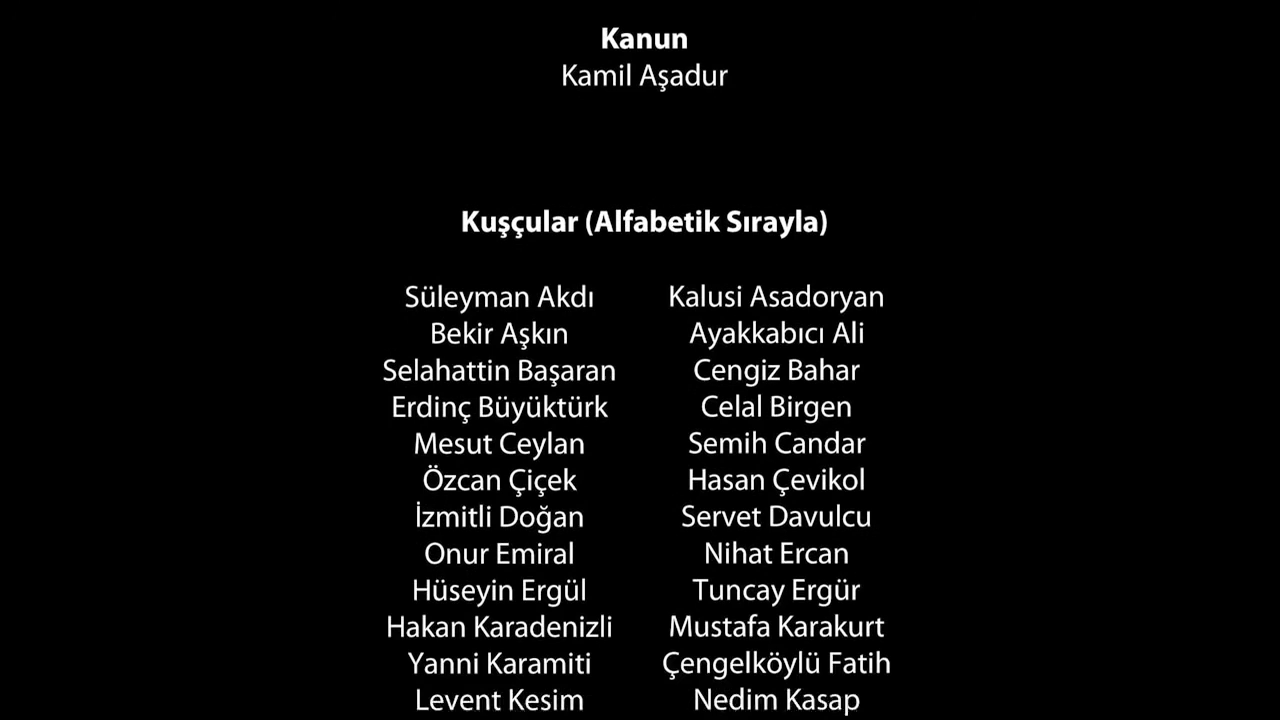 Kanun
Kamil Aşadur
Kuşçular (Alfabetik Sırayla)
Süleyman Akdı Kalusi Asadoryan
Bekir Aşkın Ayakkabıcı Ali
Selahattin Başaran Cengiz Bahar
Erdinç Büyüktürk Celal Birgen
Mesut Ceylan Semih Candar
Özcan Çiçek Hasan Çevikol
İzmitli Doğan Servet Davulcu
Onur Emiral Nihat Ercan
Hüseyin Ergül Tuncay Ergür
Hakan Karadenizli Mustafa Karakurt
Yanni Karamiti Çengelköylü Fatih
Levent Kesim Nedim Kasap